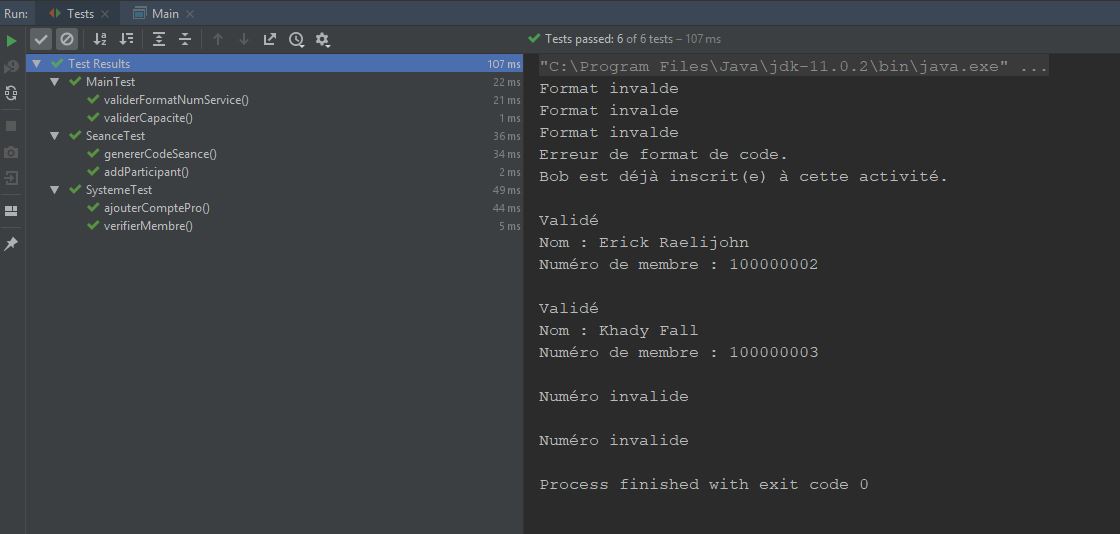 Run: Tests Main
Tests passed: 6 of 6 tests – 107 ms
Test Results 107 ms
MainTest 22 ms
validerFormatNumService() 21 ms
validerCapacite() 1 ms
SeanceTest 36 ms
genererCodeSeance() 34 ms
addParticipant() 2 ms
SystemeTest 49 ms
ajouterComptePro() 44 ms
verifierMembre() 5 ms
"C:\Program Files\Java\jdk-11.0.2\bin\java.exe" ...
Format invalde
Format invalde
Format invalde
Erreur de format de code.
Bob est déjà inscrit(e) à cette activité.
Validé
Nom : Erick Raelijohn
Numéro de membre : 100000002
Validé
Nom : Khady Fall
Numéro de membre : 100000003
Numéro invalide
Numéro invalide
Process finished with exit code 0